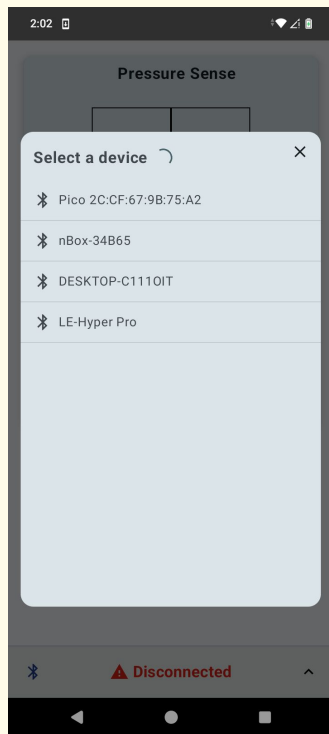 2:02
Pressure Sense
Select a device
Pico 2C:CF:67:9B:75:A2
nBox-34B65
DESKTOP-C111OIT
LE-Hyper Pro
Disconnected